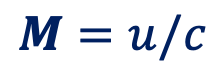 M = u/c